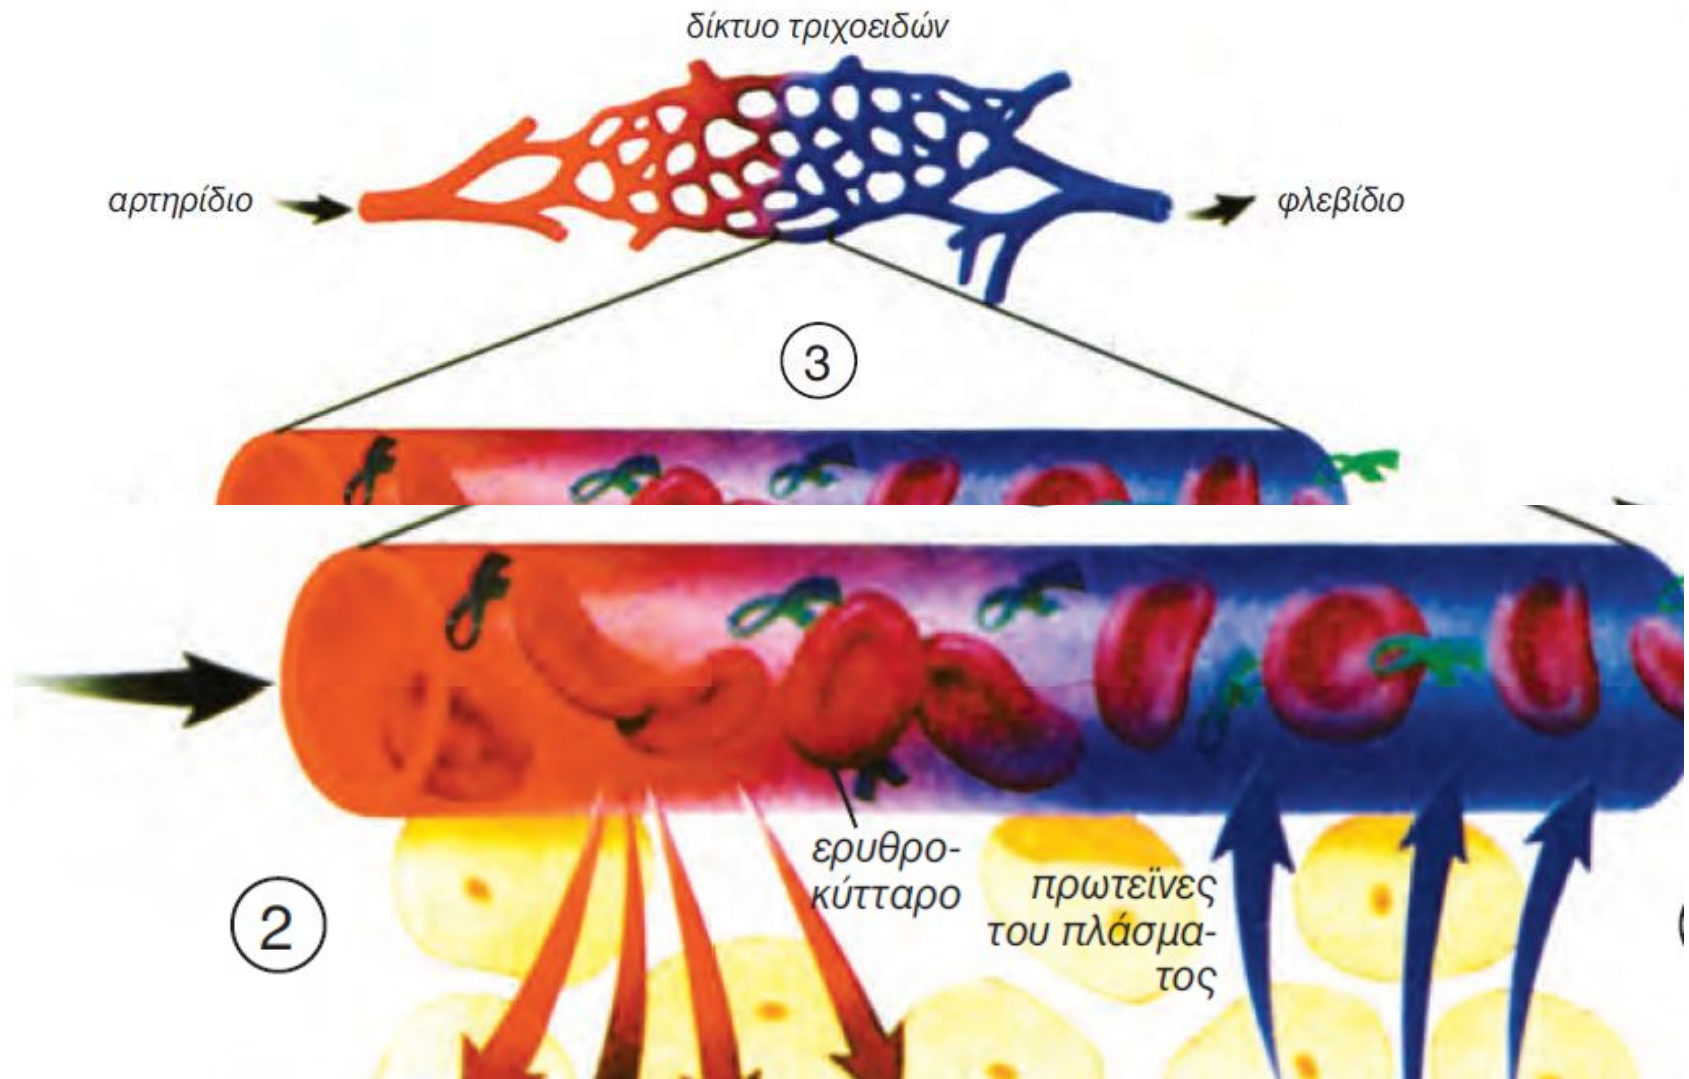 δίκτυο τριχοειδών
αρτηρίδιο
φλεβίδιο
3
ερυθρο-
κύτταρο
πρωτεΐνες
του πλάσμα-
τος
2